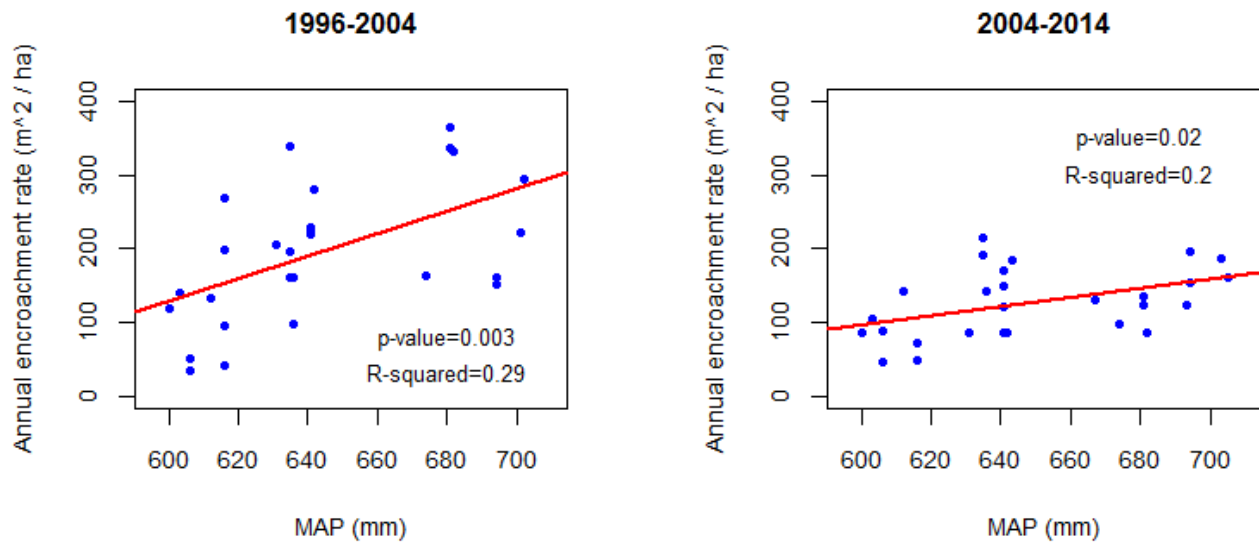 1996-2004
Annual encroachment rate (m^2 / ha)
400
300
200
100
0
p-value=0.003
R-squared=0.29
600 620 640 660 680 700
MAP (mm)
2004-2014
Annual encroachment rate (m^2 / ha)
400
300
200
100
0
p-value=0.02
R-squared=0.2
600 620 640 660 680 700
MAP (mm)